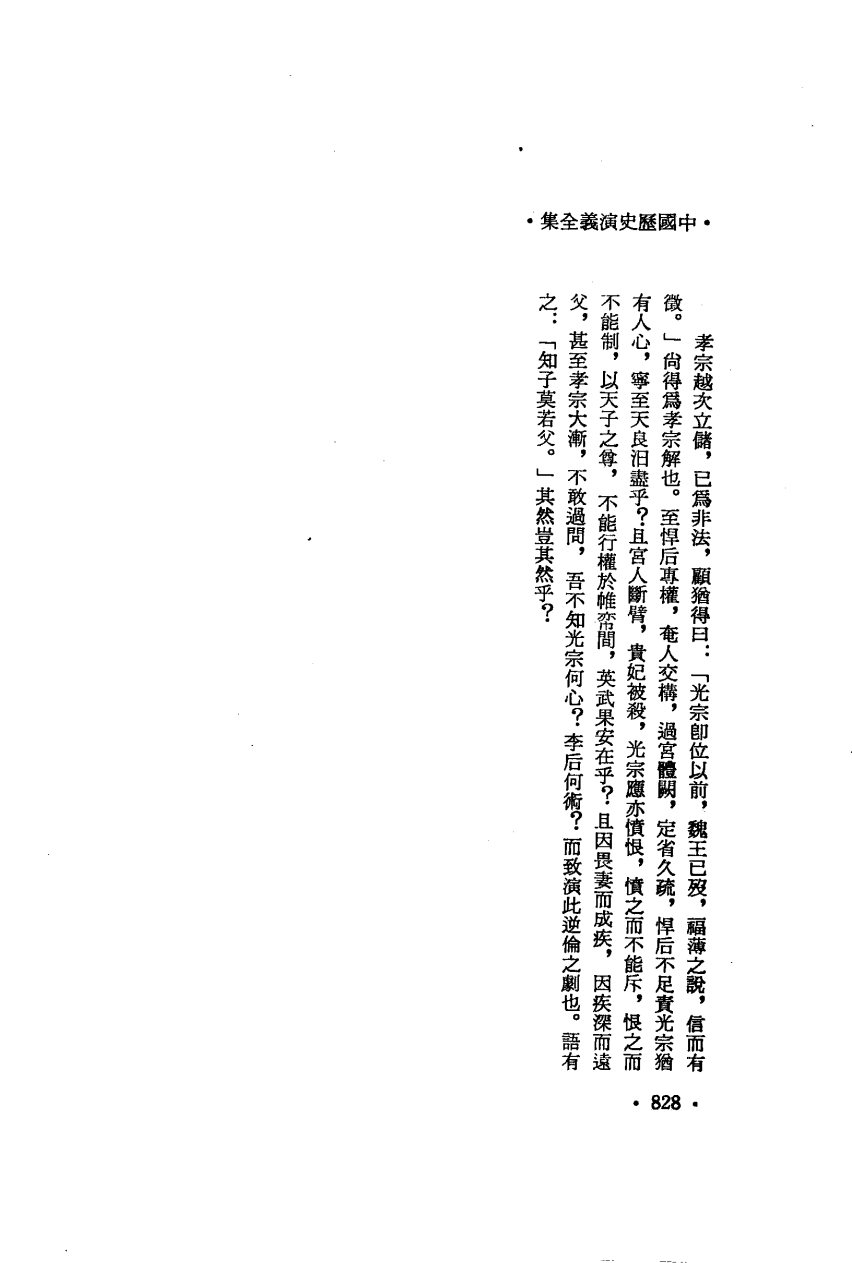 ・中國歷史演義全集・
孝宗越次立儲，已爲非法，顧猶得曰：「光宗卽位以前，魏王已歿，福薄之說，信而有
徵。」尙得爲孝宗解也。至悍后專權，奄人交構，過宮體闕，定省久疏，悍后不足責光宗猶
有人心，寧至天良汨盡乎？且宮人斷臂，貴妃被殺，光宗應亦憤恨，憤之而不能斥，恨之而
不能制，以天子之尊，不能行權於帷帟間，英武果安在乎？且因畏妻而成疾，因疾深而遠
父，甚至孝宗大漸，不敢過問，吾不知光宗何心？李后何術？而致演此逆倫之劇也。語有
之：「知子莫若父。」其然豈其然乎？
・828・